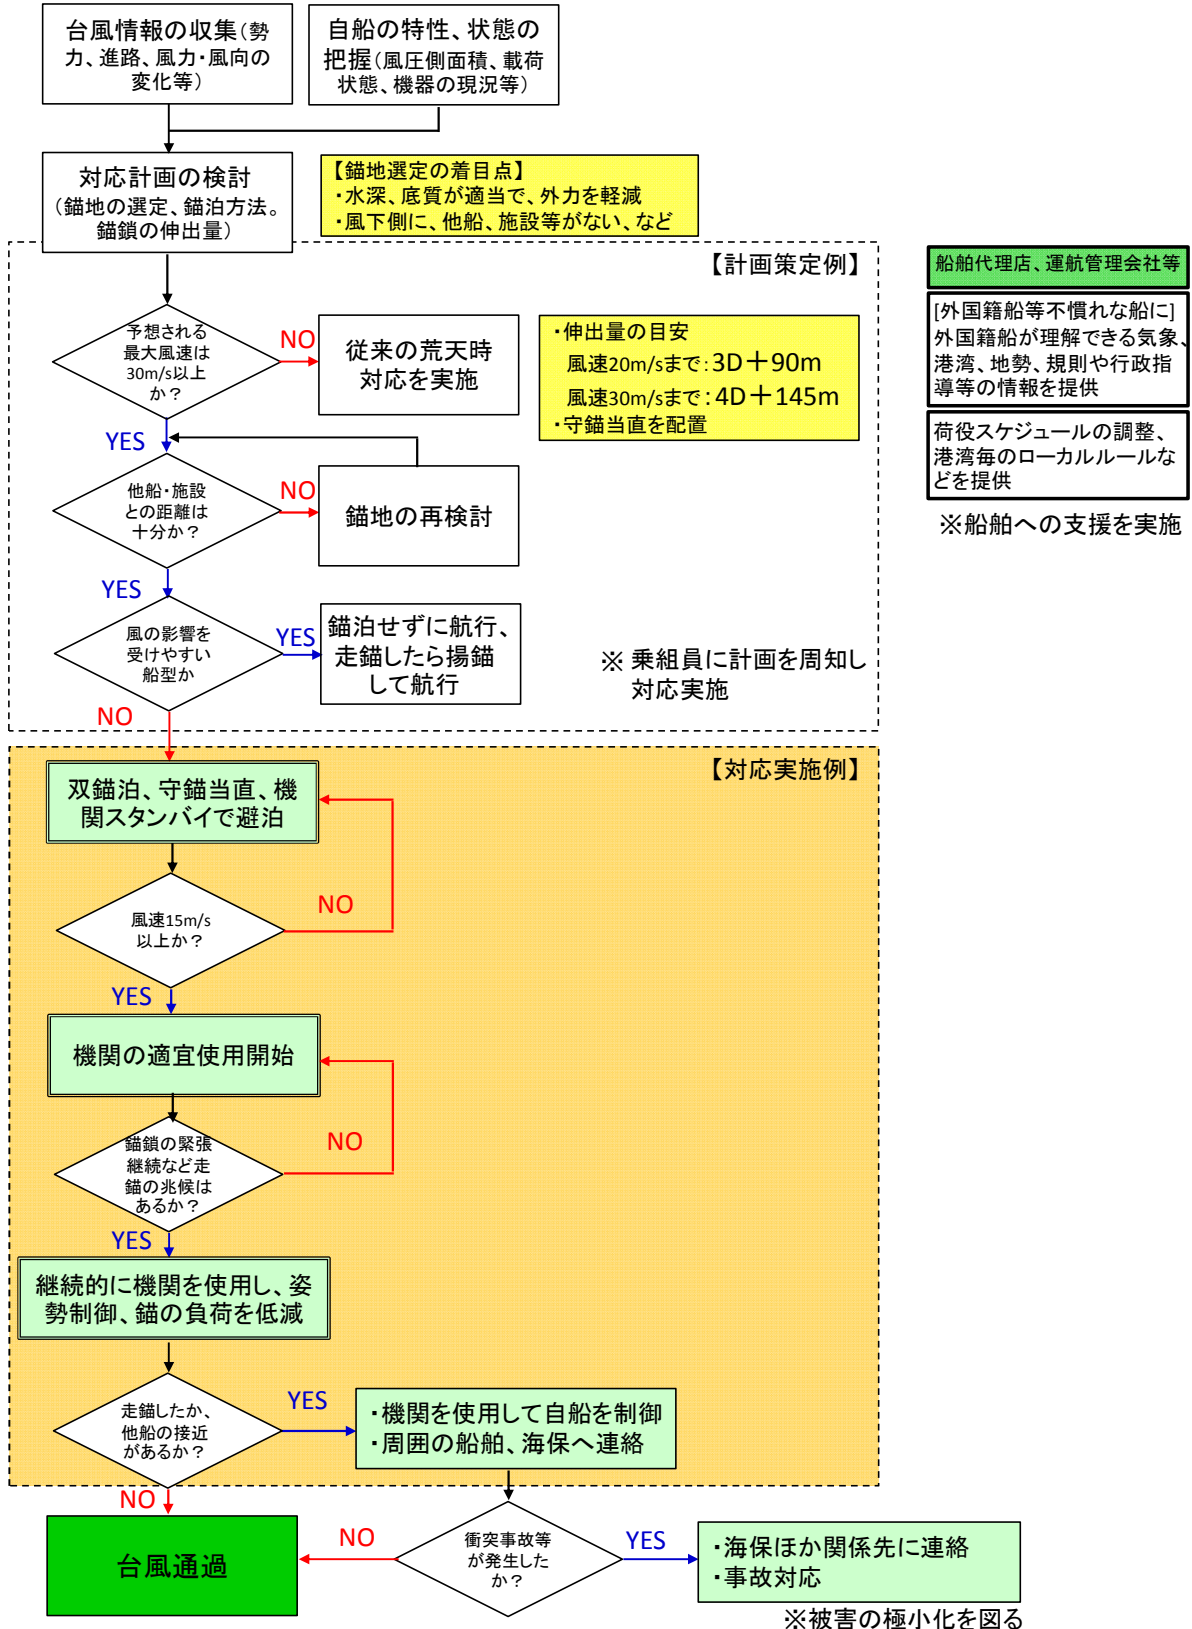 台風情報の収集(勢
力、進路、風力・風向の
変化等)
自船の特性、状態の
把握(風圧側面積、載荷
状態、機器の現況等)
対応計画の検討
(錨地の選定、錨泊方法。
錨鎖の伸出量)
【錨地選定の着目点】
・水深、底質が適当で、外力を軽減
・風下側に、他船、施設等がない、など
【計画策定例】
予想される
最大風速は
30m/s以上
か？
NO
従来の荒天時
対応を実施
・伸出量の目安
風速20m/sまで：3D＋90m
風速30m/sまで：4D＋145m
・守錨当直を配置
YES
他船・施設
との距離は
十分か？
NO
錨地の再検討
YES
風の影響を
受けやすい
船型か
YES
錨泊せずに航行、
走錨したら揚錨
して航行
※ 乗組員に計画を周知し
対応実施
NO
船舶代理店、運航管理会社等
[外国籍船等不慣れな船に]
外国籍船が理解できる気象、
港湾、地勢、規則や行政指
導等の情報を提供
荷役スケジュールの調整、
港湾毎のローカルルールな
どを提供
※船舶への支援を実施
【対応実施例】
双錨泊、守錨当直、機
関スタンバイで避泊
風速15m/s
以上か？
NO
YES
機関の適宜使用開始
錨鎖の緊張
継続など走
錨の兆候は
あるか？
NO
YES
継続的に機関を使用し、姿
勢制御、錨の負荷を低減
走錨したか、
他船の接近
があるか？
YES
・機関を使用して自船を制御
・周囲の船舶、海保へ連絡
NO
台風通過
NO
衝突事故等
が発生した
か？
YES
・海保ほか関係先に連絡
・事故対応
※被害の極小化を図る